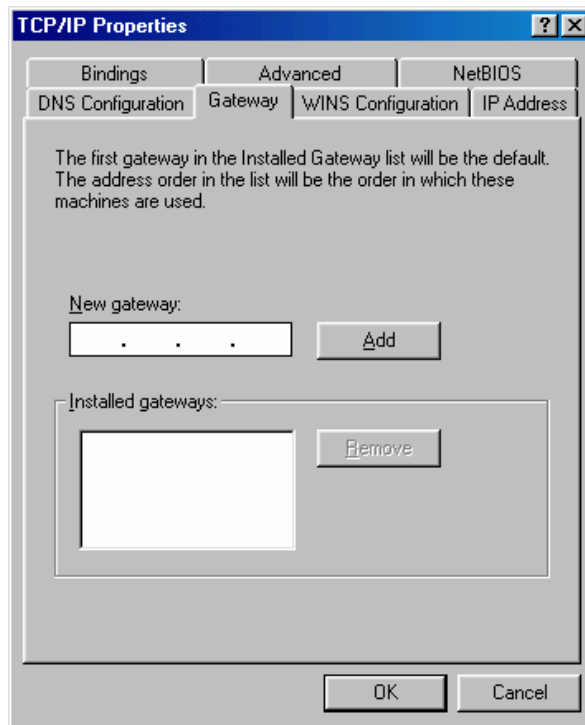 TCP/IP Properties
Bindings Advanced NetBIOS
DNS Configuration Gateway WINS Configuration IP Address
The first gateway in the Installed Gateway list will be the default.
The address order in the list will be the order in which these
machines are used.
New gateway:
. . .
Add
Installed gateways:
Remove
OK Cancel